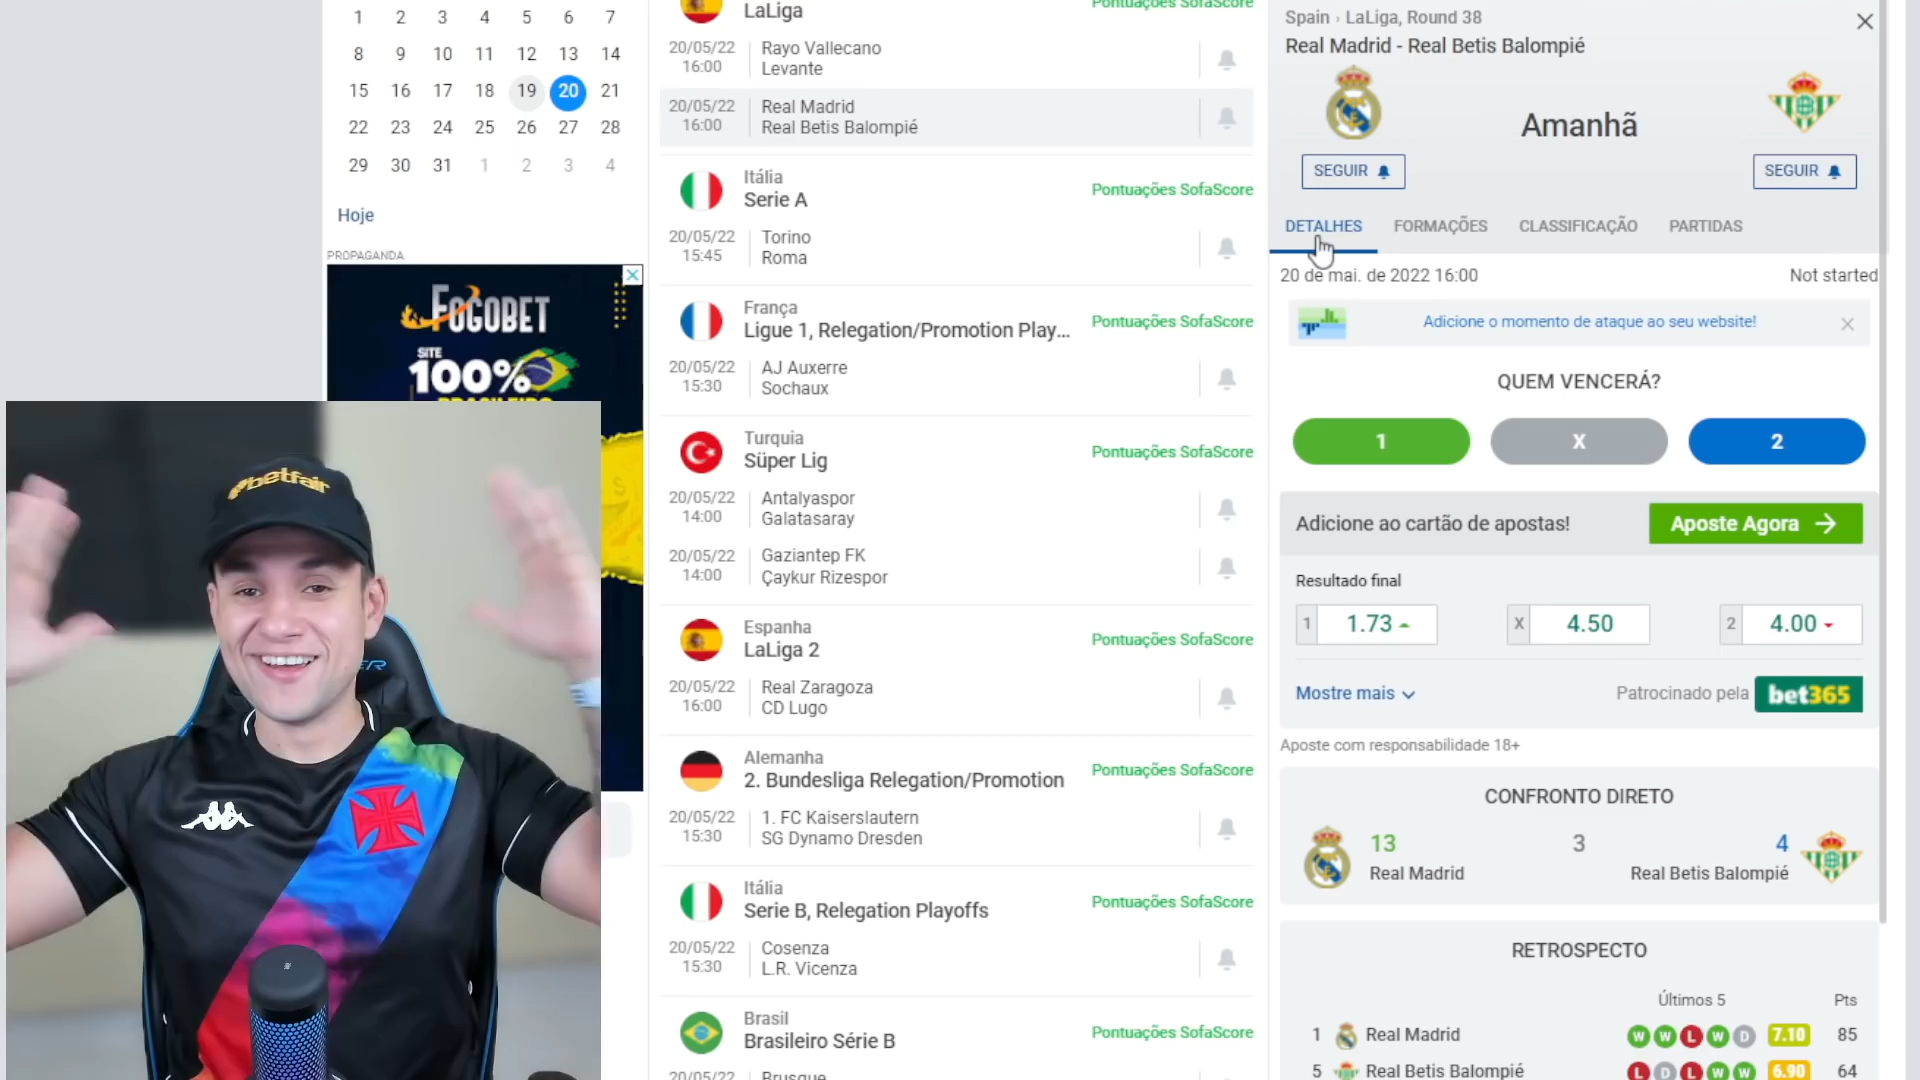 1 2 3 4 5 6 7
8 9 10 11 12 13 14
15 16 17 18 19 20 21
22 23 24 25 26 27 28
29 30 31 1 2 3 4
Hoje
PROPAGANDA
FOGOBET
SITE
100%
BRASILEIRO
betfair
LaLiga
Pontuações SofaScore
20/05/22
16:00
Rayo Vallecano
Levante
20/05/22
16:00
Real Madrid
Real Betis Balompié
Itália
Serie A
Pontuações SofaScore
20/05/22
15:45
Torino
Roma
França
Ligue 1, Relegation/Promotion Play...
Pontuações SofaScore
20/05/22
15:30
AJ Auxerre
Sochaux
Turquia
Süper Lig
Pontuações SofaScore
20/05/22
14:00
Antalyaspor
Galatasaray
20/05/22
14:00
Gaziantep FK
Çaykur Rizespor
Espanha
LaLiga 2
Pontuações SofaScore
20/05/22
16:00
Real Zaragoza
CD Lugo
Alemanha
2. Bundesliga Relegation/Promotion
Pontuações SofaScore
20/05/22
15:30
1. FC Kaiserslautern
SG Dynamo Dresden
Itália
Serie B, Relegation Playoffs
Pontuações SofaScore
20/05/22
15:30
Cosenza
L.R. Vicenza
Brasil
Brasileiro Série B
Pontuações SofaScore
20/05/22
Brusque
Spain › LaLiga, Round 38
Real Madrid - Real Betis Balompié
Amanhã
SEGUIR
SEGUIR
DETALHES FORMAÇÕES CLASSIFICAÇÃO PARTIDAS
20 de mai. de 2022 16:00
Not started
Adicione o momento de ataque ao seu website!
QUEM VENCERÁ?
1 X 2
Adicione ao cartão de apostas!
Aposte Agora
Resultado final
1 1.73 X 4.50 2 4.00
Mostre mais
Patrocinado pela bet365
Aposte com responsabilidade 18+
CONFRONTO DIRETO
13 3 4
Real Madrid Real Betis Balompié
RETROSPECTO
Últimos 5 Pts
1 Real Madrid W W L W D 7.10 85
5 Real Betis Balompié L D L W W 6.90 64